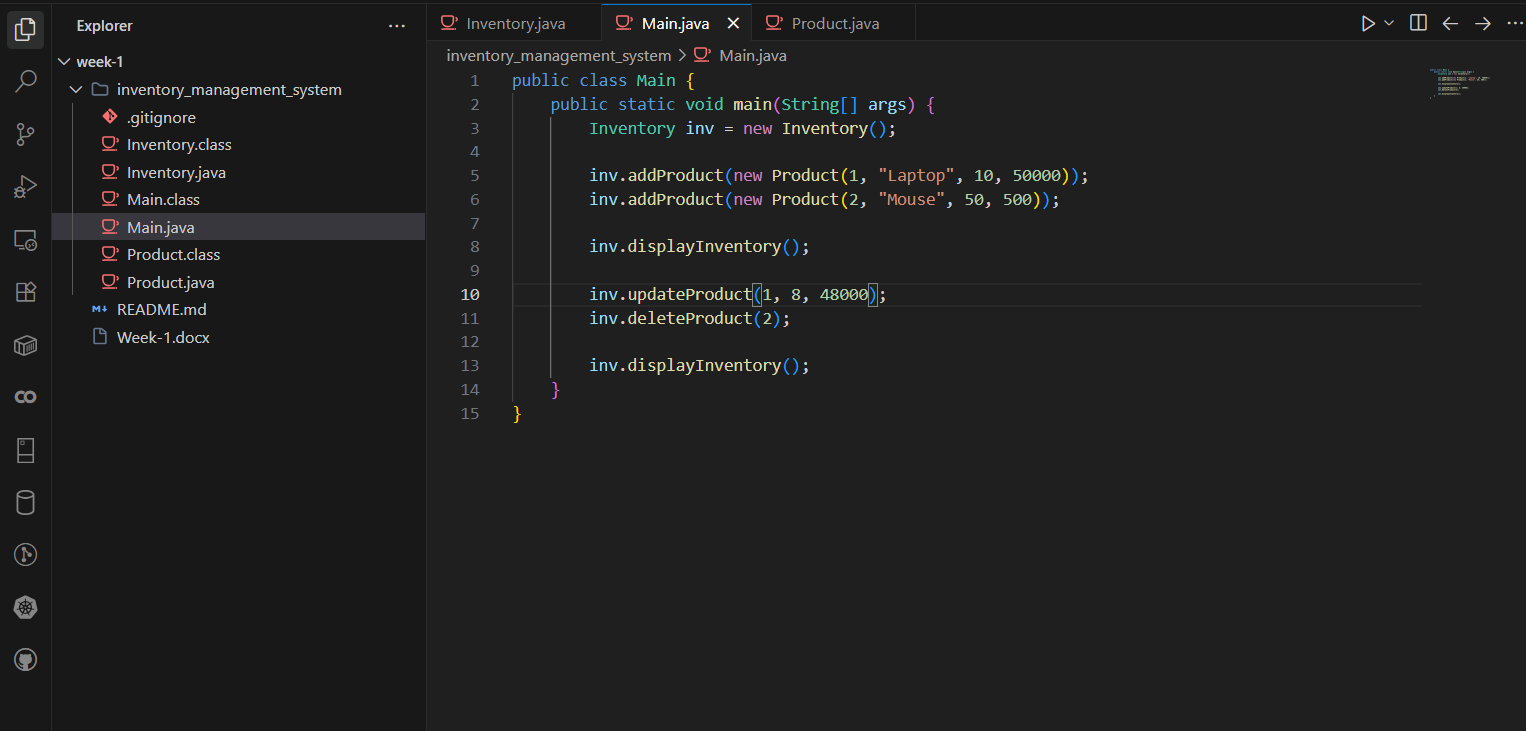 Explorer
week-1
inventory_management_system
.gitignore
Inventory.class
Inventory.java
Main.class
Main.java
Product.class
Product.java
README.md
Week-1.docx
Inventory.java Main.java Product.java
inventory_management_system > Main.java
1 public class Main {
2     public static void main(String[] args) {
3         Inventory inv = new Inventory();
4
5         inv.addProduct(new Product(1, "Laptop", 10, 50000));
6         inv.addProduct(new Product(2, "Mouse", 50, 500));
7
8         inv.displayInventory();
9
10         inv.updateProduct(1, 8, 48000);
11         inv.deleteProduct(2);
12
13         inv.displayInventory();
14     }
15 }